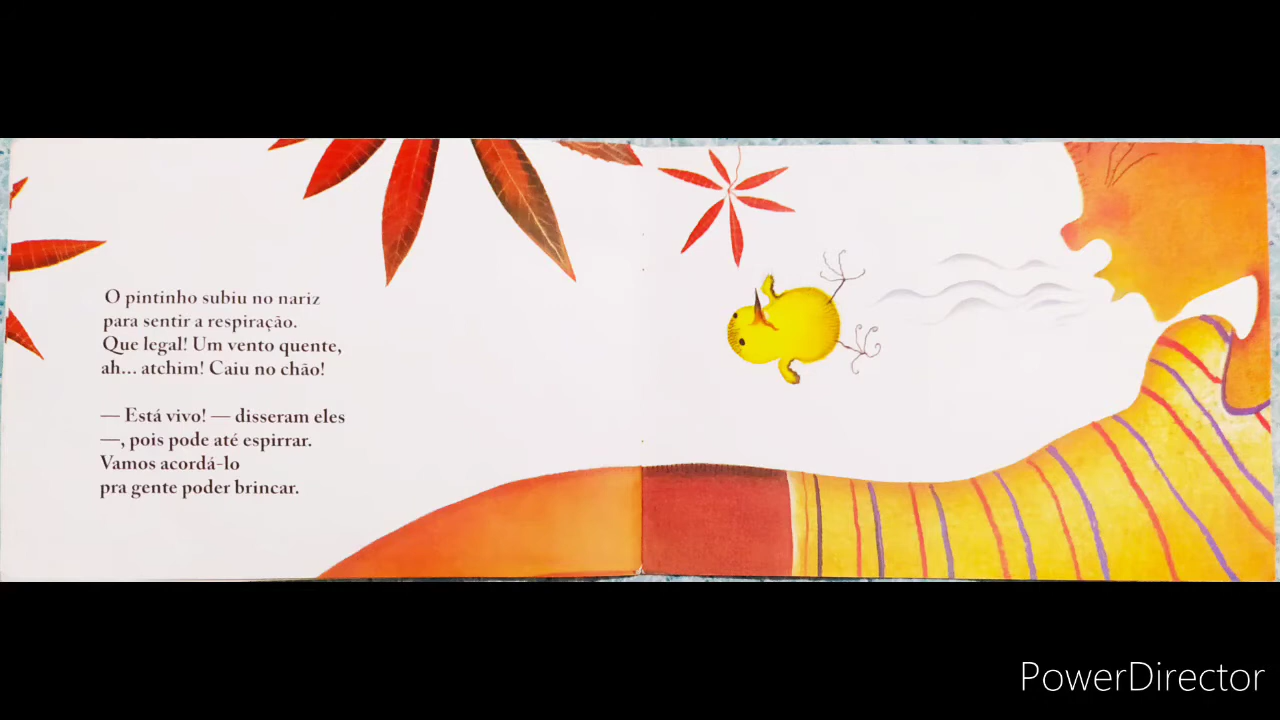 O pintinho subiu no nariz
para sentir a respiração.
Que legal! Um vento quente,
ah... atchim! Caiu no chão!
— Está vivo! — disseram eles
—, pois pode até espirrar.
Vamos acordá-lo
pra gente poder brincar.
PowerDirector